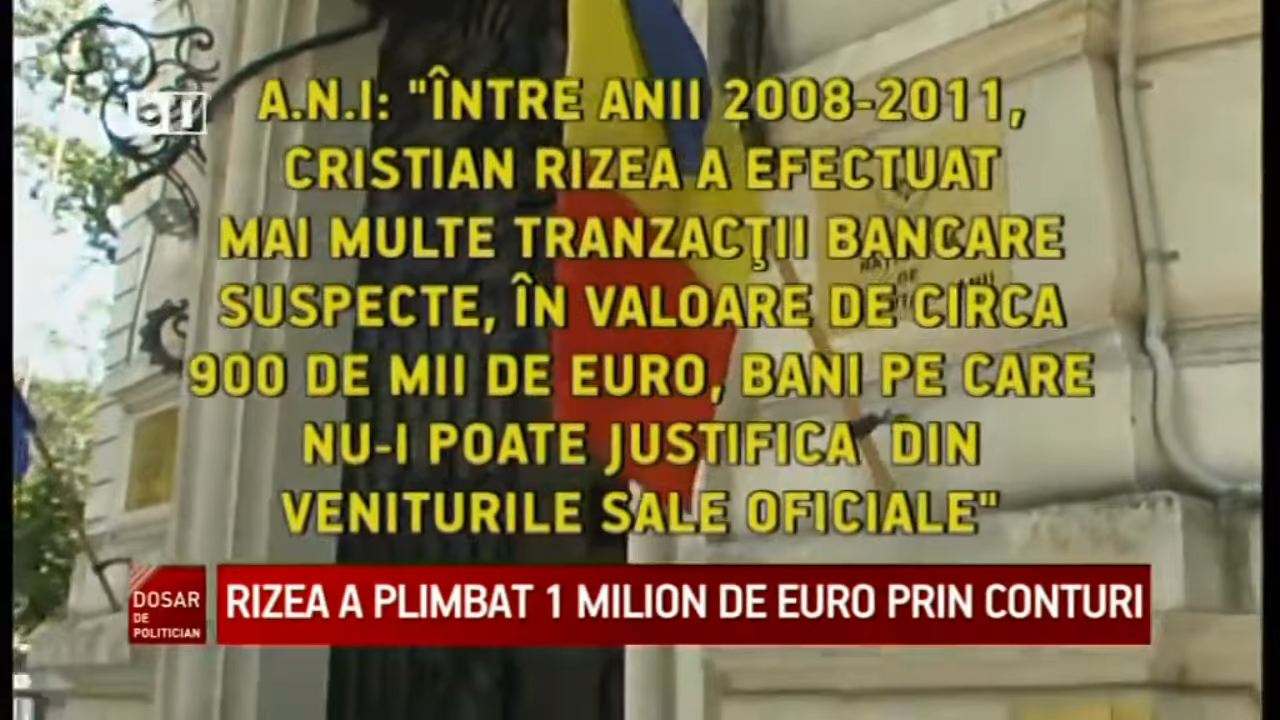 A.N.I: "ÎNTRE ANII 2008-2011,
CRISTIAN RIZEA A EFECTUAT
MAI MULTE TRANZACŢII BANCARE
SUSPECTE, ÎN VALOARE DE CIRCA
900 DE MII DE EURO, BANI PE CARE
NU-I POATE JUSTIFICA DIN
VENITURILE SALE OFICIALE"
DOSAR
DE
POLITICIAN
RIZEA A PLIMBAT 1 MILION DE EURO PRIN CONTURI